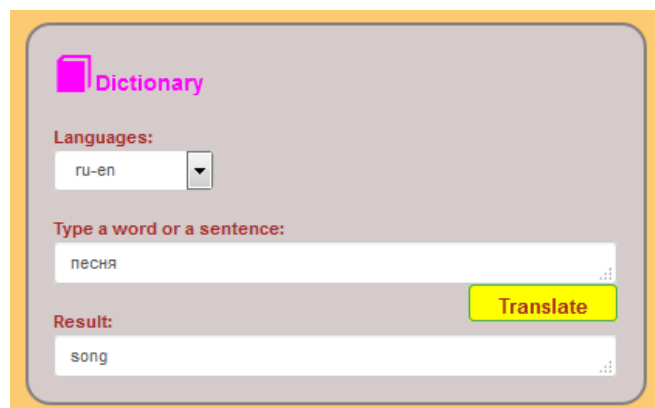 Dictionary
Languages:
ru-en
Type a word or a sentence:
песня
Translate
Result:
song